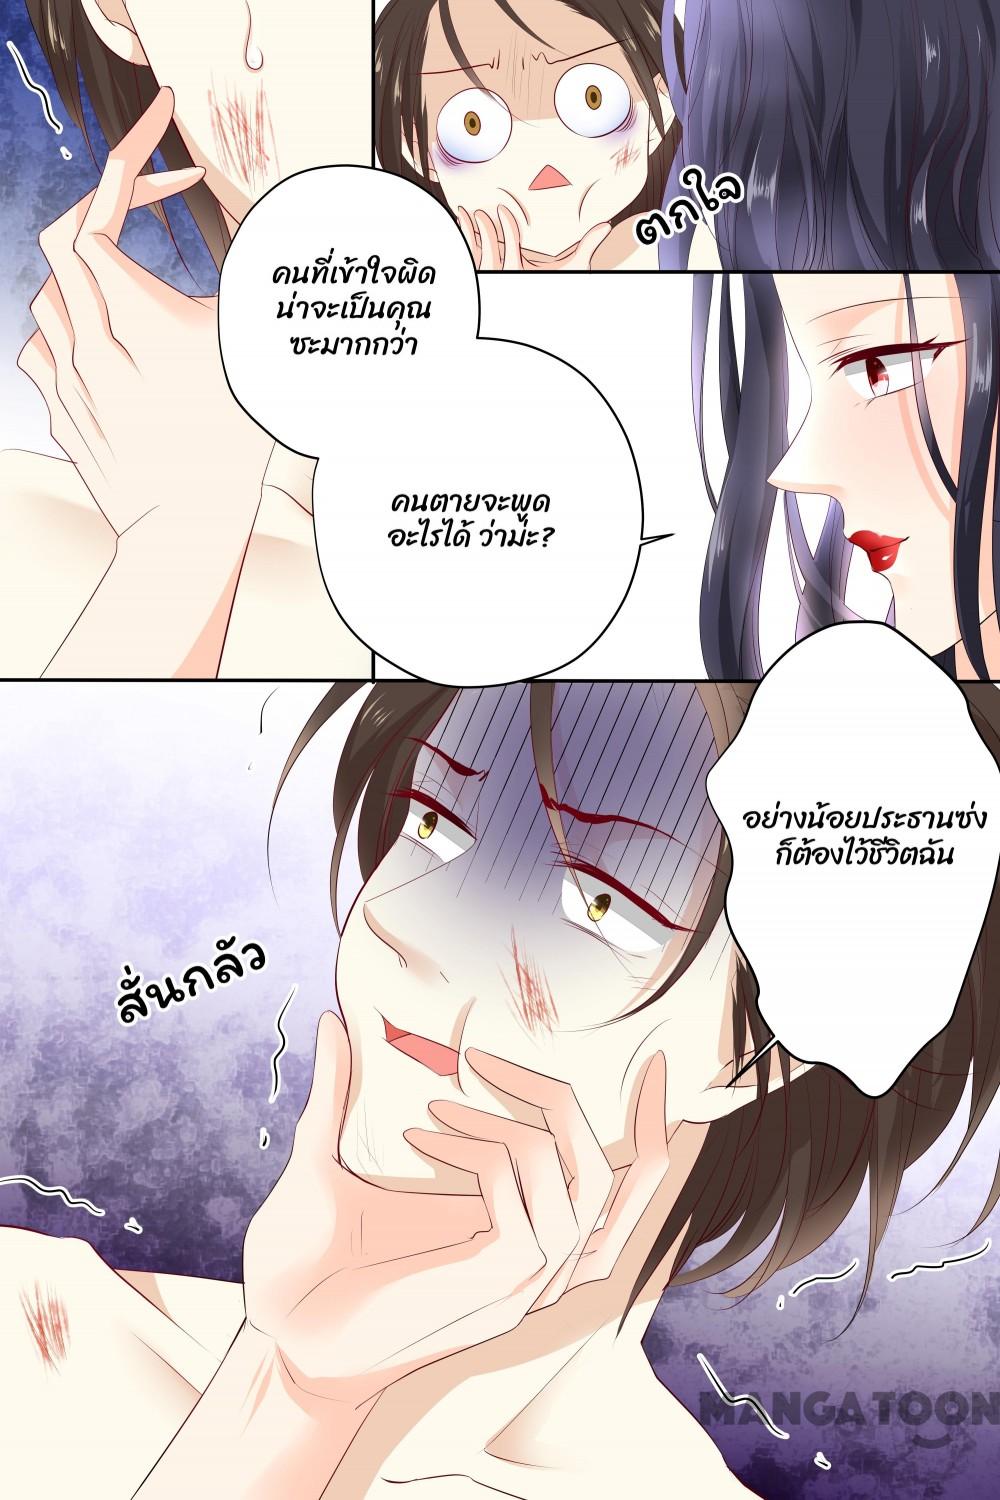 ตกใจ
คนที่เข้าใจผิด
น่าจะเป็นคุณ
ซะมากกว่า
คนตายจะพูด
อะไรได้ ว่าม่ะ?
อย่างน้อยประธานซ่ง
ก็ต้องไว้ชีวิตฉัน
สั่นกลัว
MANGATOON